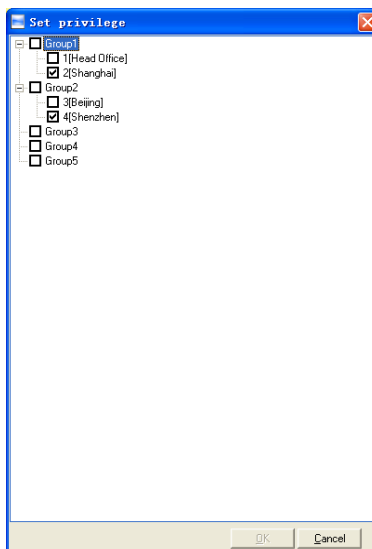 Set privilege
Group1
1[Head Office]
2[Shanghai]
Group2
3[Beijing]
4[Shenzhen]
Group3
Group4
Group5
OK Cancel